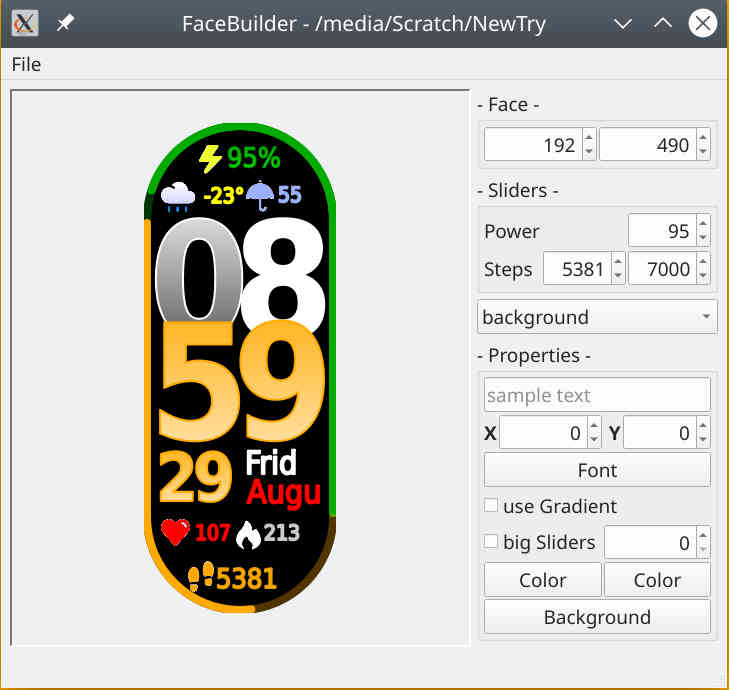 FaceBuilder - /media/Scratch/NewTry
File
95%
-23° 55
08
59
29 Frid
Augu
107 213
5381
- Face -
192 490
- Sliders -
Power 95
Steps 5381 7000
background
- Properties -
sample text
X 0 Y 0
Font
use Gradient
big Sliders 0
Color Color
Background